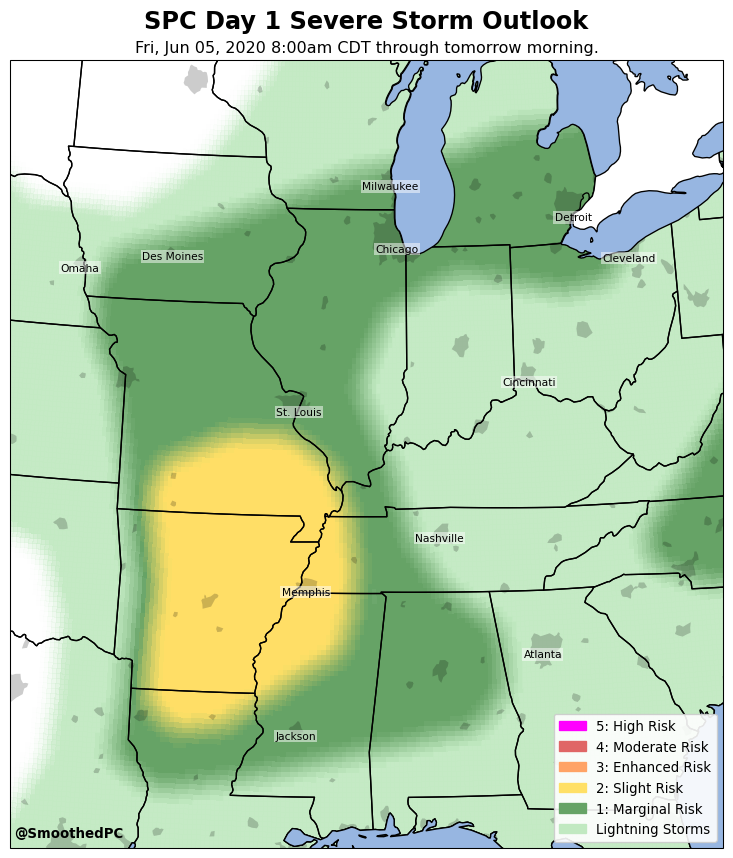 SPC Day 1 Severe Storm Outlook
Fri, Jun 05, 2020 8:00am CDT through tomorrow morning.
Milwaukee
Detroit
Chicago
Des Moines
Cleveland
Omaha
Cincinnati
St. Louis
Nashville
Memphis
Atlanta
Jackson
5: High Risk
4: Moderate Risk
3: Enhanced Risk
2: Slight Risk
1: Marginal Risk
Lightning Storms
@SmoothedPC